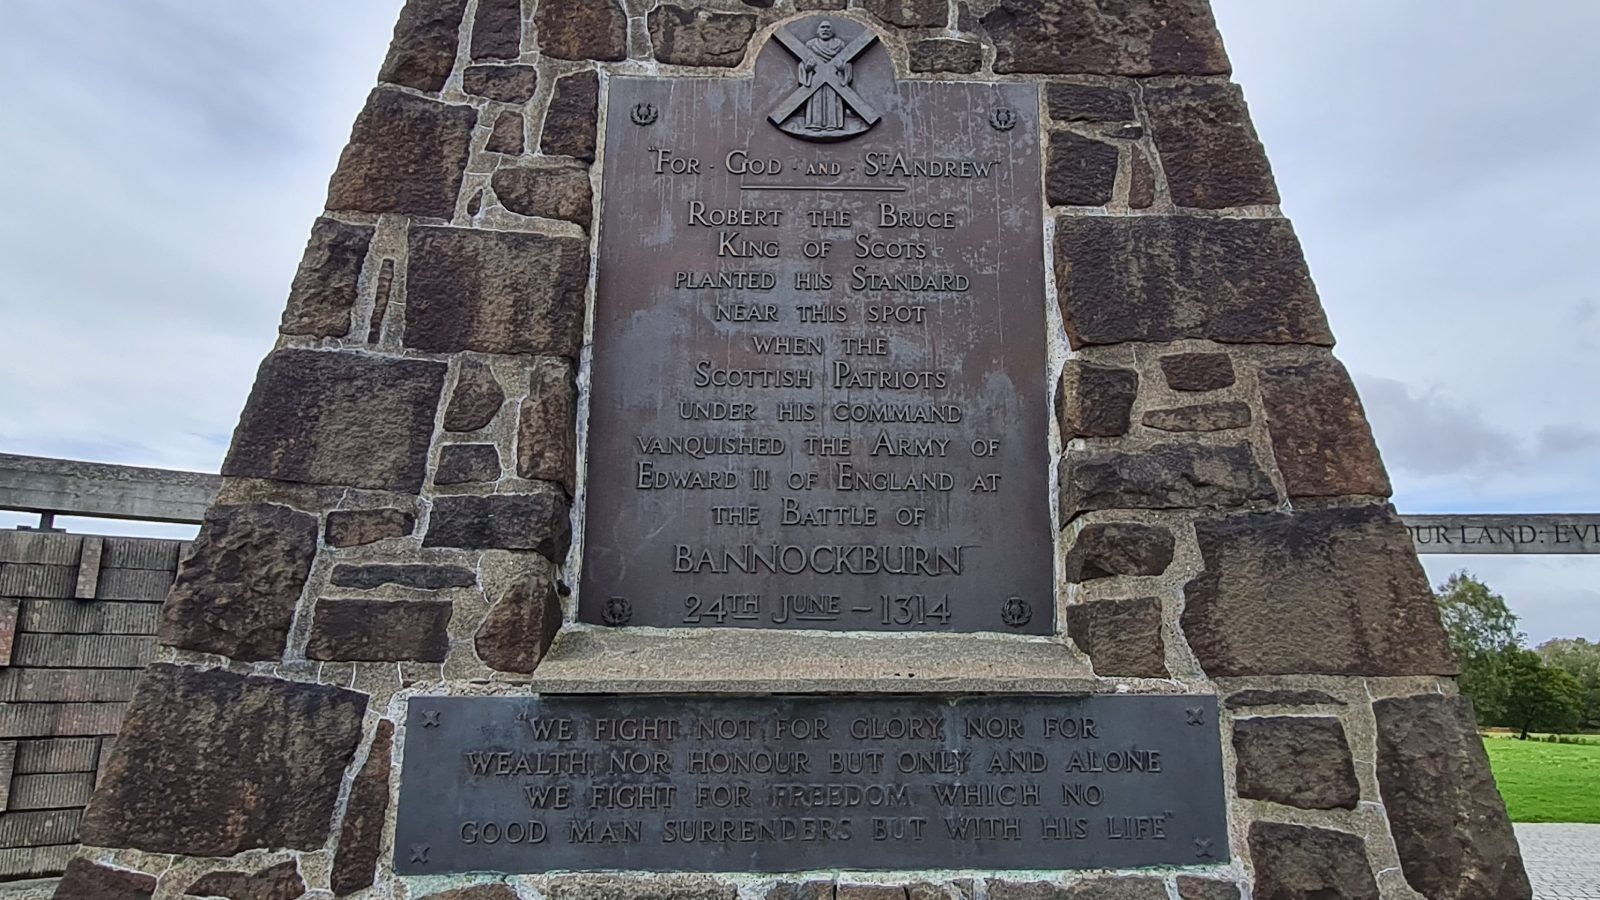 "FOR · GOD · AND · ST ANDREW"
ROBERT THE BRUCE
KING OF SCOTS
PLANTED HIS STANDARD
NEAR THIS SPOT
WHEN THE
SCOTTISH PATRIOTS
UNDER HIS COMMAND
VANQUISHED THE ARMY OF
EDWARD II OF ENGLAND AT
THE BATTLE OF
BANNOCKBURN
24TH JUNE – 1314
"WE FIGHT NOT FOR GLORY, NOR FOR
WEALTH, NOR HONOUR BUT ONLY AND ALONE
WE FIGHT FOR FREEDOM WHICH NO
GOOD MAN SURRENDERS BUT WITH HIS LIFE"
OUR LAND: EV